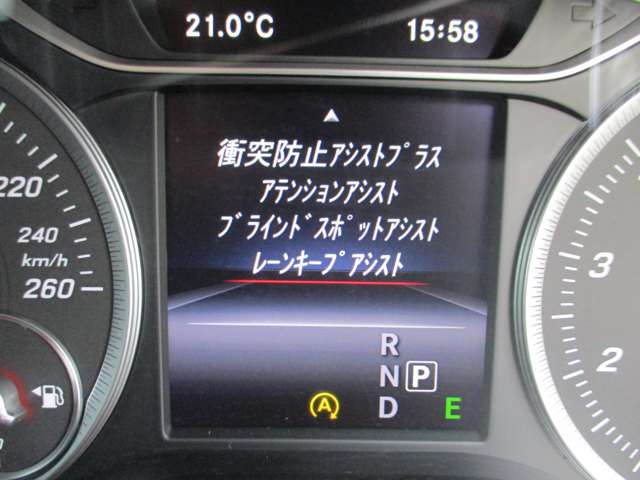 21.0°C 15:58
衝突防止アシストプラス
アテンションアシスト
ブラインドスポットアシスト
レーンキープアシスト
220
240
km/h
260
3
2
R
N P
A D E